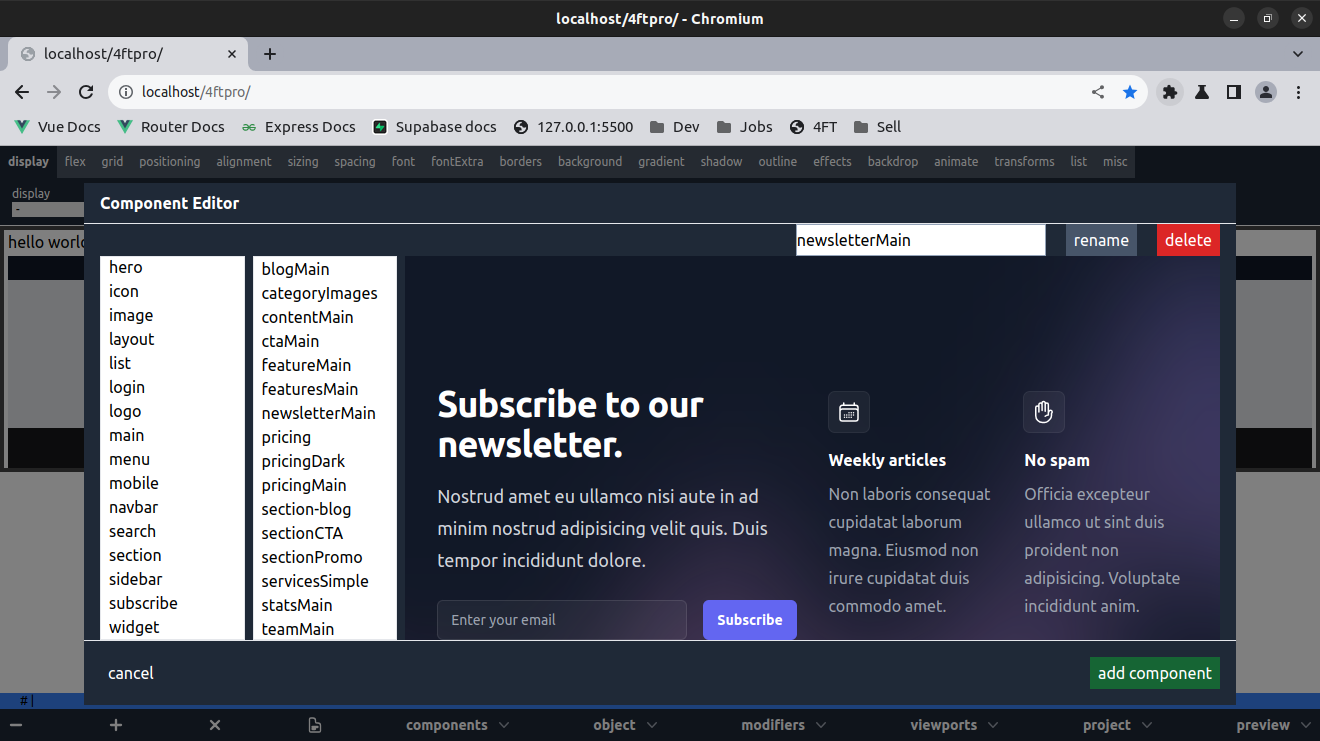 localhost/4ftpro/ - Chromium
localhost/4ftpro/
localhost/4ftpro/
Vue Docs Router Docs Express Docs Supabase docs 127.0.0.1:5500 Dev Jobs 4FT Sell
display flex grid positioning alignment sizing spacing font fontExtra borders background gradient shadow outline effects backdrop animate transforms list misc
display
-
Component Editor
hello world
newsletterMain rename delete
hero
icon
image
layout
list
login
logo
main
menu
mobile
navbar
search
section
sidebar
subscribe
widget
blogMain
categoryImages
contentMain
ctaMain
featureMain
featuresMain
newsletterMain
pricing
pricingDark
pricingMain
section-blog
sectionCTA
sectionPromo
servicesSimple
statsMain
teamMain
Subscribe to our
newsletter.
Nostrud amet eu ullamco nisi aute in ad
minim nostrud adipisicing velit quis. Duis
tempor incididunt dolore.
Enter your email Subscribe
Weekly articles
Non laboris consequat
cupidatat laborum
magna. Eiusmod non
irure cupidatat duis
commodo amet.
No spam
Officia excepteur
ullamco ut sint duis
proident non
adipisicing. Voluptate
incididunt anim.
cancel add component
#|
components object modifiers viewports project preview